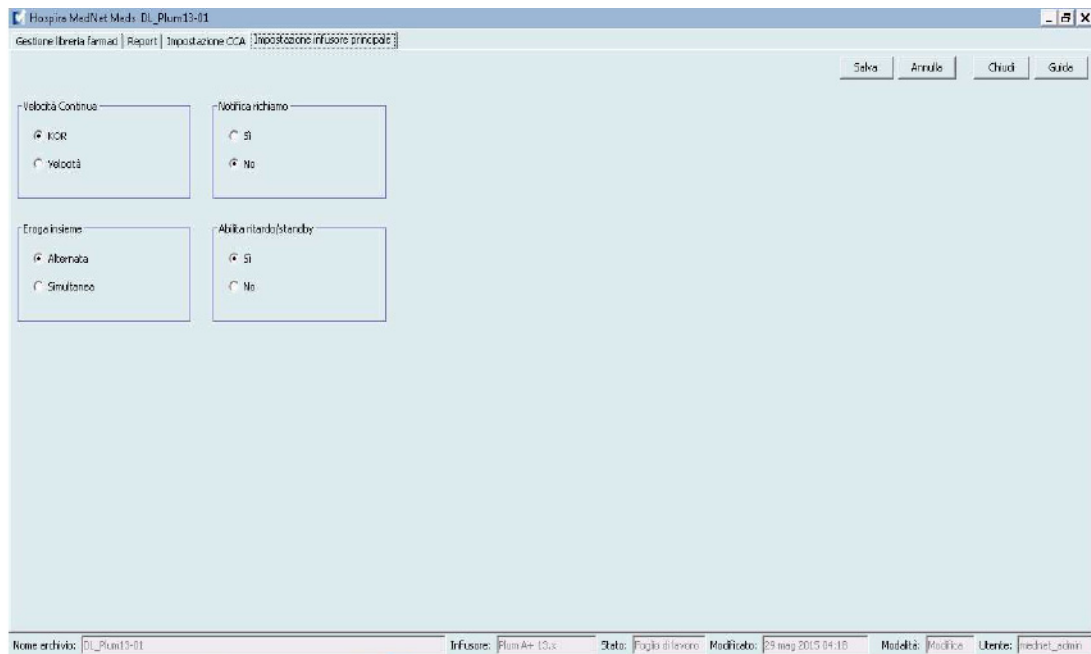 Hospira MedNet Meds DL_Plum13-01
Gestione libreria farmaci Report Impostazione CCA Impostazione infusore principale
Salva Annulla Chiudi Guida
Velocità Continua
KOR
Velocità
Notifica richiamo
Sì
No
Eroga insieme
Alternata
Simultanea
Abilita ritardo/standby
Sì
No
Nome archivio: DL_Plum13-01 Infusore: Plum A+ 13.x Stato: Foglio di lavoro Modificato: 29 mag 2015 04:18 Modalità: Modifica Utente: mednet_admin